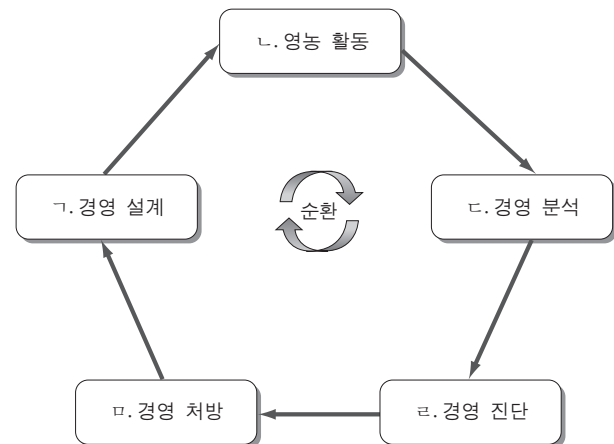 ㄴ. 영농 활동
ㄱ. 경영 설계
순환
ㄷ. 경영 분석
ㅁ. 경영 처방
ㄹ. 경영 진단